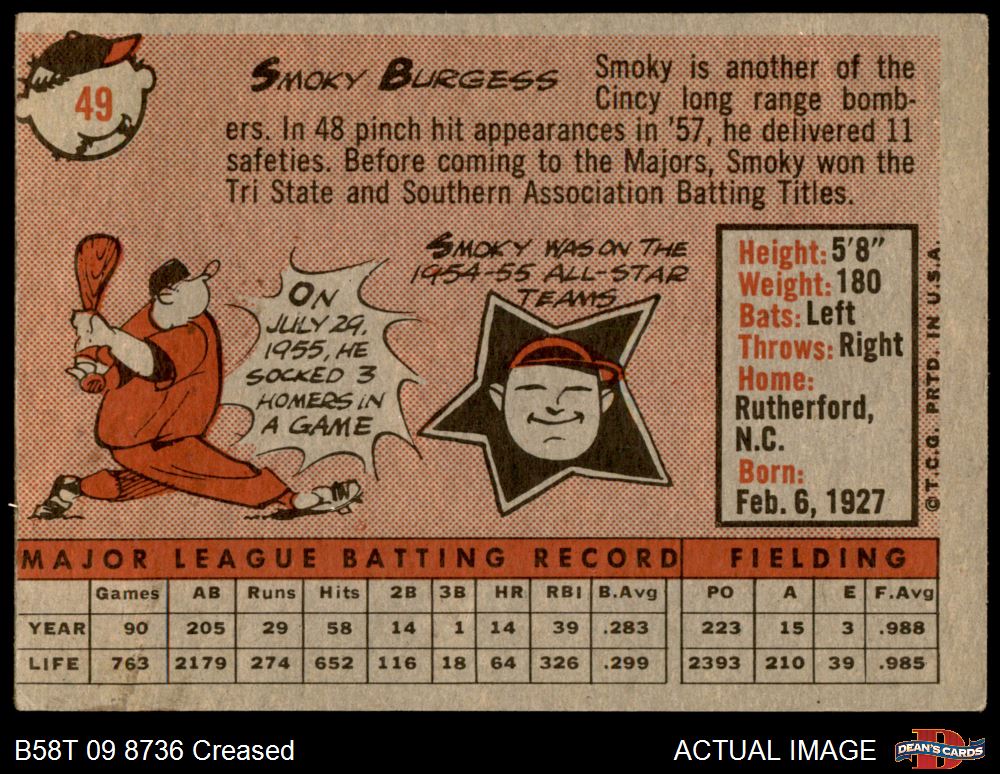 49
SMOKY BURGESS
Smoky is another of the
Cincy long range bomb-
ers. In 48 pinch hit appearances in '57, he delivered 11
safeties. Before coming to the Majors, Smoky won the
Tri State and Southern Association Batting Titles.
ON
JULY 29,
1955, HE
SOCKED 3
HOMERS IN
A GAME
SMOKY WAS ON THE
1954-55 ALL-STAR
TEAMS
Height: 5'8"
Weight: 180
Bats: Left
Throws: Right
Home:
Rutherford,
N.C.
Born:
Feb. 6, 1927
© T.C.G. PRTD. IN U.S.A.
MAJOR LEAGUE BATTING RECORD FIELDING
Games AB Runs Hits 2B 3B HR RBI B.Avg PO A E F.Avg
YEAR 90 205 29 58 14 1 14 39 .283 223 15 3 .988
LIFE 763 2179 274 652 116 18 64 326 .299 2393 210 39 .985
B58T 09 8736 Creased ACTUAL IMAGE
D
DEAN'S CARDS